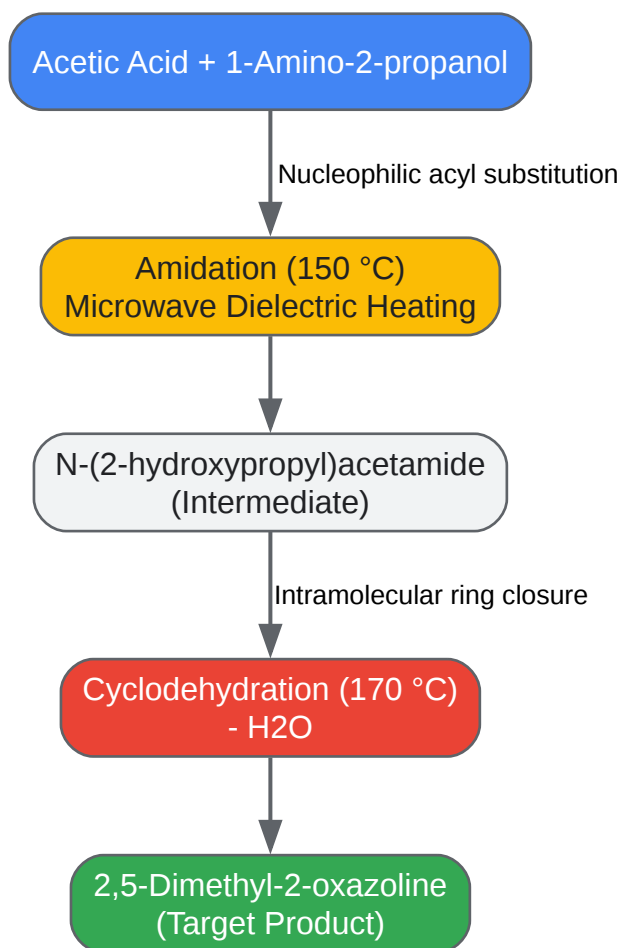 Acetic Acid + 1-Amino-2-propanol
Nucleophilic acyl substitution
Amidation (150 °C)
Microwave Dielectric Heating
N-(2-hydroxypropyl)acetamide
(Intermediate)
Intramolecular ring closure
Cyclodehydration (170 °C)
- H2O
2,5-Dimethyl-2-oxazoline
(Target Product)